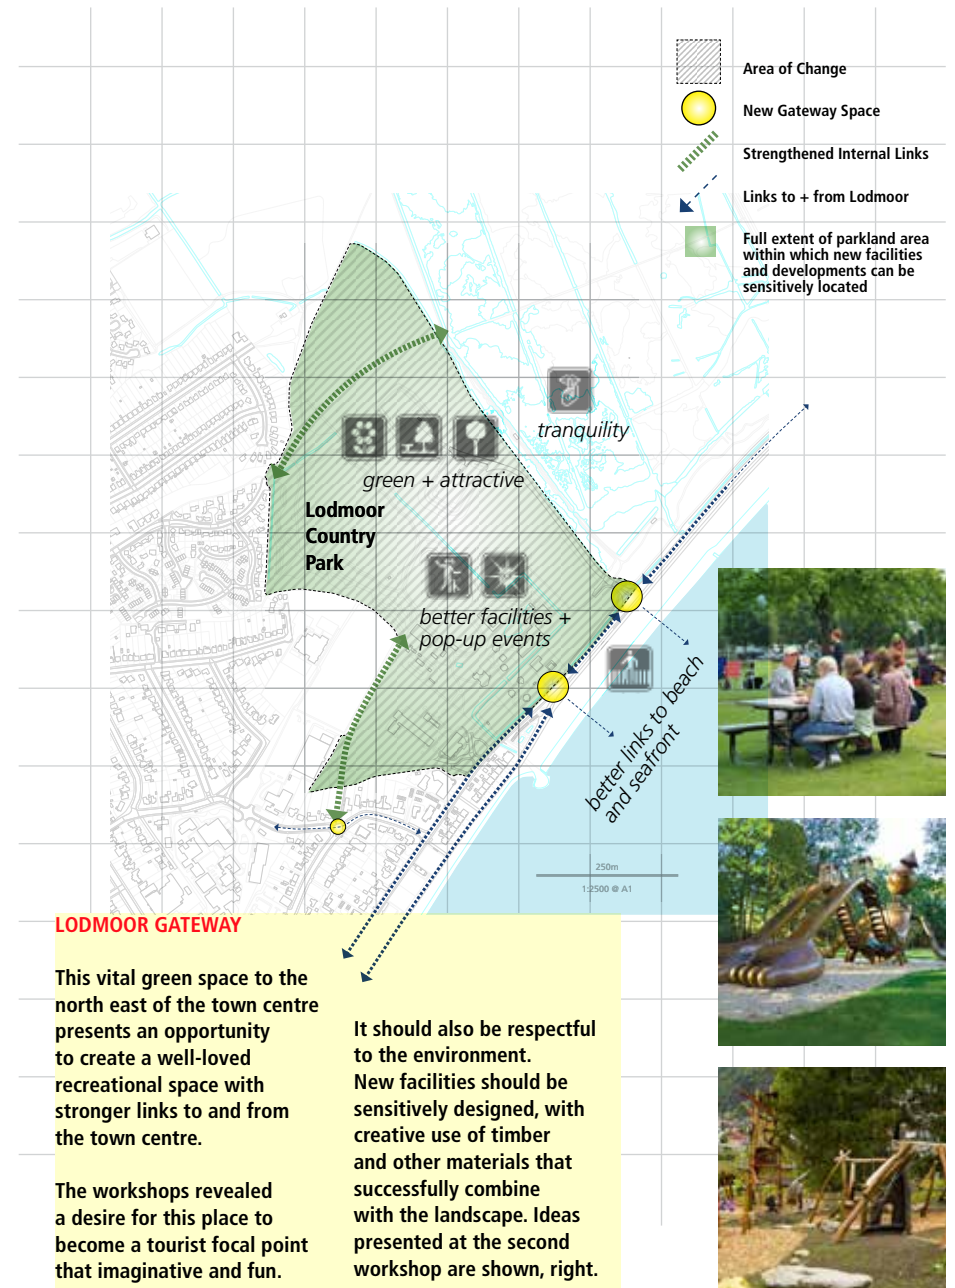 Area of Change
New Gateway Space
Strengthened Internal Links
Links to + from Lodmoor
Full extent of parkland area
within which new facilities
and developments can be
sensitively located
tranquility
green + attractive
Lodmoor
Country
Park
better facilities +
pop-up events
better links to beach
and seafront
250m
1:2500 @ A1
LODMOOR GATEWAY
This vital green space to the
north east of the town centre
presents an opportunity
to create a well-loved
recreational space with
stronger links to and from
the town centre.
The workshops revealed
a desire for this place to
become a tourist focal point
that imaginative and fun.
It should also be respectful
to the environment.
New facilities should be
sensitively designed, with
creative use of timber
and other materials that
successfully combine
with the landscape. Ideas
presented at the second
workshop are shown, right.